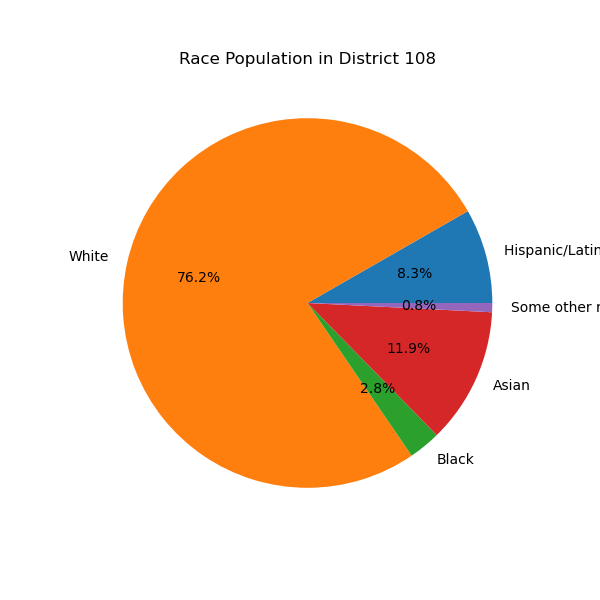 Race Population in District 108
White
76.2%
Hispanic/Latin
8.3%
0.8%
Some other r
11.9%
Asian
2.8%
Black